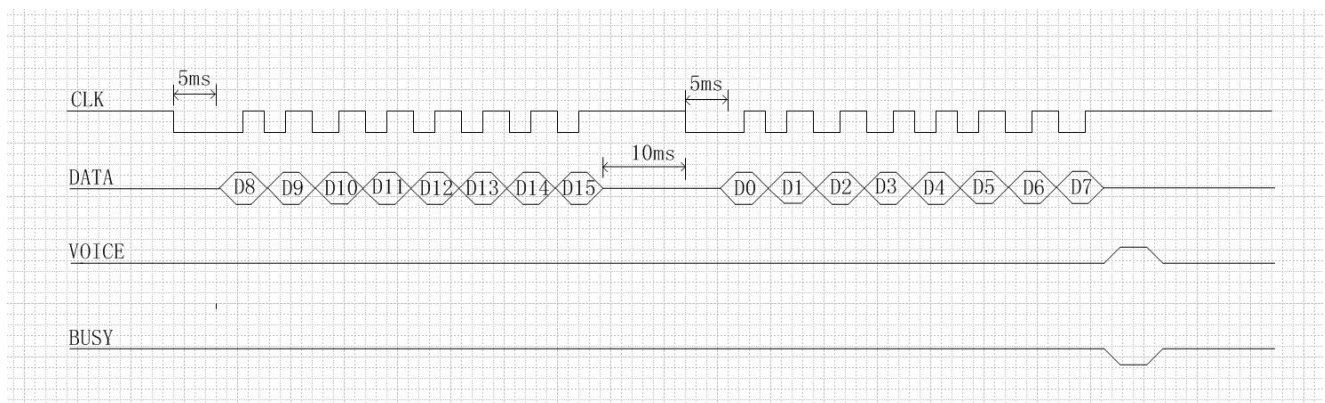 5ms 5ms
CLK
10ms
DATA D8 D9 D10 D11 D12 D13 D14 D15 D0 D1 D2 D3 D4 D5 D6 D7
VOICE
BUSY